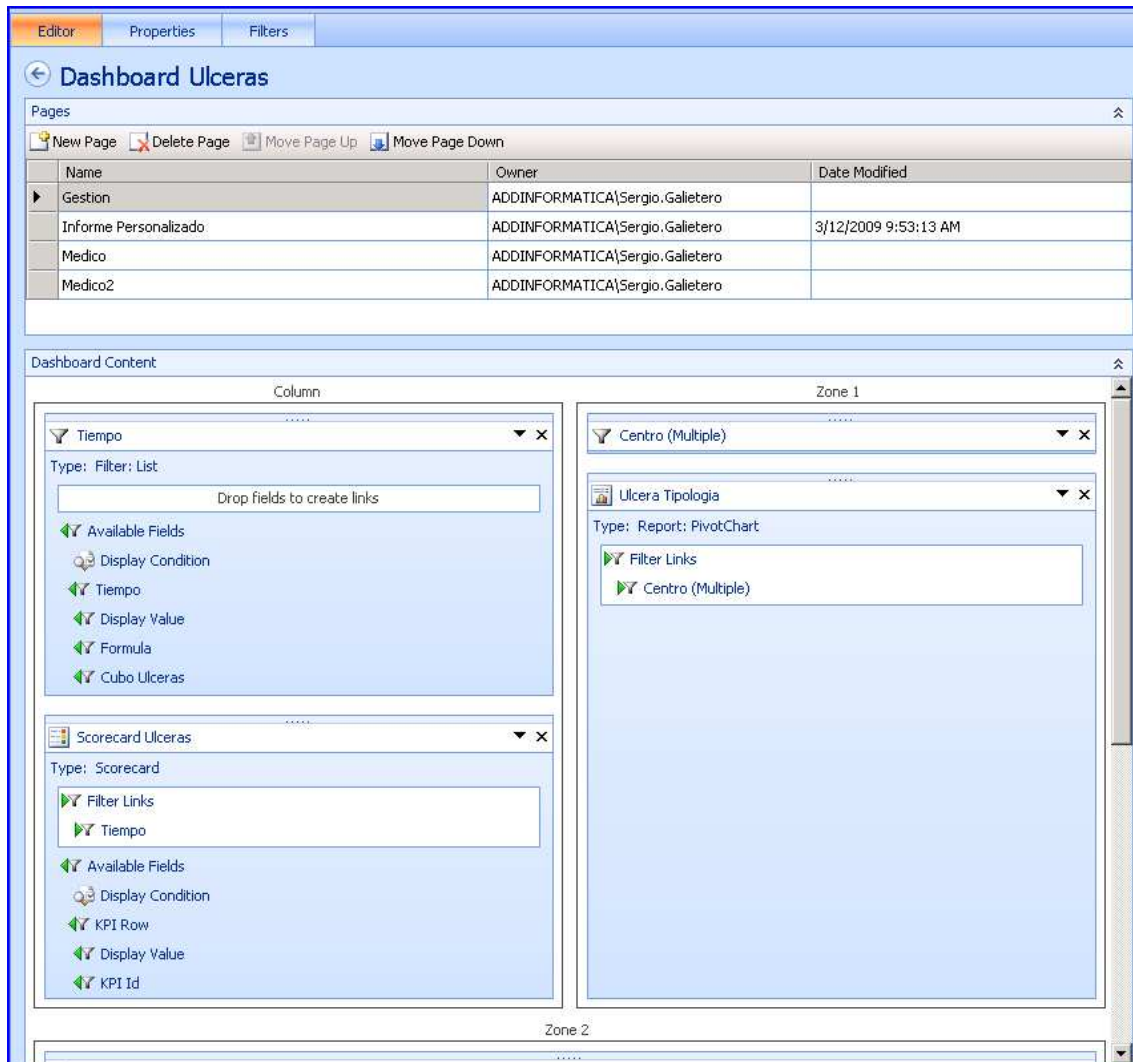 Editor Properties Filters
Dashboard Ulceras
Pages
New Page Delete Page Move Page Up Move Page Down
Name Owner Date Modified
Gestion ADDINFORMATICA\Sergio.Galietero
Informe Personalizado ADDINFORMATICA\Sergio.Galietero 3/12/2009 9:53:13 AM
Medico ADDINFORMATICA\Sergio.Galietero
Medico2 ADDINFORMATICA\Sergio.Galietero
Dashboard Content
Column
Tiempo
Type: Filter: List
Drop fields to create links
Available Fields
Display Condition
Tiempo
Display Value
Formula
Cubo Ulceras
Scorecard Ulceras
Type: Scorecard
Filter Links
Tiempo
Available Fields
Display Condition
KPI Row
Display Value
KPI Id
Zone 1
Centro (Multiple)
Ulcera Tipologia
Type: Report: PivotChart
Filter Links
Centro (Multiple)
Zone 2